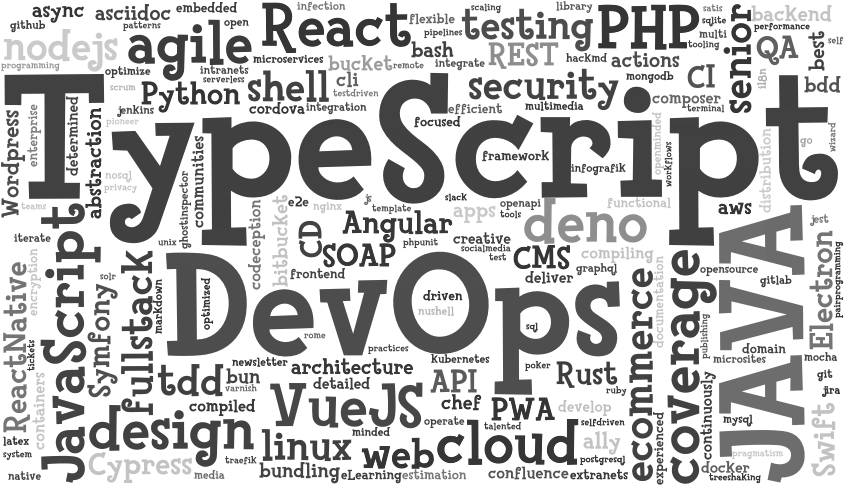 async
asciidoc
embedded
patterns
github
open
infection
React
flexible
pipelines
scaling
testing
library
PHP
satis
sqlite
multi
tooling
senior
backend
performance
QA
best
self
nodejs
programming
agile
microservices
bucket
remote
bash
integrate
REST
hackmd
actions
mongodb
CI
i18n
bdd
optimize
intranets
serverless
scrum
Python
shell
cli
testdriven
cordova
integration
security
efficient
multimedia
composer
terminal
jenkins
pioneer
focused
TypeScript
Wordpress
enterprise
determined
abstraction
nosql
privacy
teams
communities
ghostinspector
unix
framework
infografik
openminded
workflows
distribution
go
wizard
slack
e2e
nginx
js
template
openapi
tools
functional
aws
codeception
bitbucket
CD
Angular
phpunit
SOAP
apps
creative
socialmedia
test
deno
CMS
compiling
graphql
deliver
jest
iterate
encryption
solr
JavaScript
Symfony
fullstack
markdown
optimized
frontend
DevOps
driven
nushell
sql
rome
practices
poker
ecommerce
documentation
coverage
publishing
opensource
gitlab
JAVA
Electron
pairprogramming
ReactNative
tickets
containers
newsletter
architecture
kubernetes
microsites
domain
mocha
tdd
bun
varnish
detailed
API
Rust
ruby
git
jira
compiled
VueJS
chef
PWA
develop
operate
talented
selfdriven
experienced
continuously
mysql
Swift
design
minded
latex
system
linux
web
cloud
ally
postgresql
pragmatism
Cypress
traefik
native
media
bundling
eLearning
estimation
confluence
extranets
docker
treeshaking